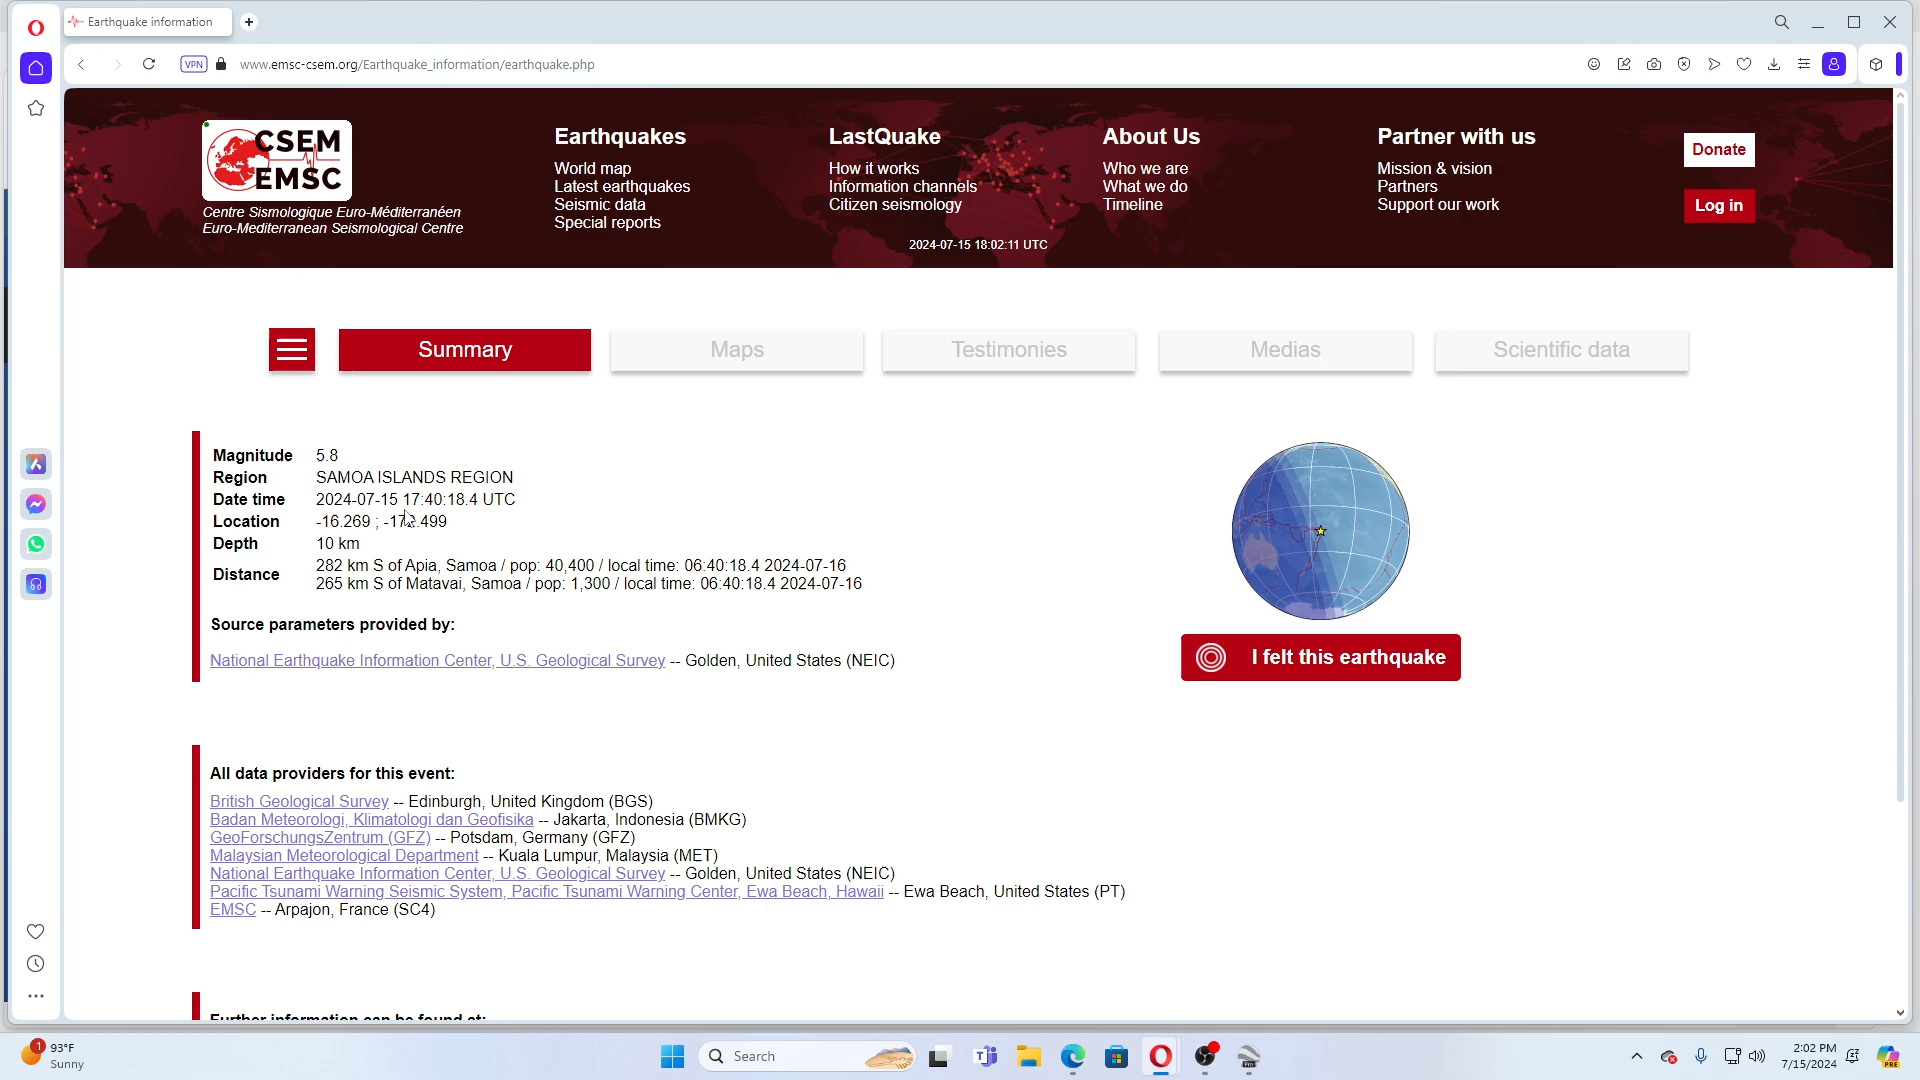 Earthquake information
VPN
www.emsc-csem.org/Earthquake_information/earthquake.php
CSEM
EMSC
Centre Sismologique Euro-Méditerranéen
Euro-Mediterranean Seismological Centre
Earthquakes
World map
Latest earthquakes
Seismic data
Special reports
LastQuake
How it works
Information channels
Citizen seismology
About Us
Who we are
What we do
Timeline
Partner with us
Mission & vision
Partners
Support our work
Donate
Log in
2024-07-15 18:02:11 UTC
Summary
Maps
Testimonies
Medias
Scientific data
Magnitude 5.8
Region SAMOA ISLANDS REGION
Date time 2024-07-15 17:40:18.4 UTC
Location -16.269 ; .499
Depth 10 km
Distance 282 km S of Apia, Samoa / pop: 40,400 / local time: 06:40:18.4 2024-07-16
265 km S of Matavai, Samoa / pop: 1,300 / local time: 06:40:18.4 2024-07-16
Source parameters provided by:
National Earthquake Information Center, U.S. Geological Survey -- Golden, United States (NEIC)
I felt this earthquake
All data providers for this event:
British Geological Survey -- Edinburgh, United Kingdom (BGS)
Badan Meteorologi, Klimatologi dan Geofisika -- Jakarta, Indonesia (BMKG)
GeoForschungsZentrum (GFZ) -- Potsdam, Germany (GFZ)
Malaysian Meteorological Department -- Kuala Lumpur, Malaysia (MET)
National Earthquake Information Center, U.S. Geological Survey -- Golden, United States (NEIC)
Pacific Tsunami Warning Seismic System, Pacific Tsunami Warning Center, Ewa Beach, Hawaii -- Ewa Beach, United States (PT)
EMSC -- Arpajon, France (SC4)
Further information can be found at:
1
93°F
Sunny
Search
2:02 PM
7/15/2024
PRE